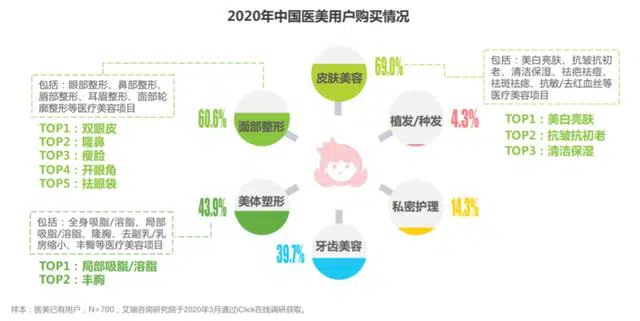 2020年中国医美用户购买情况
包括：眼部整形、鼻部整形、
唇部整形、耳眉整形、面部轮
廓整形等医疗美容项目
60.6%
面部整形
TOP1：双眼皮
TOP2：隆鼻
TOP3：瘦脸
TOP4：开眼角
TOP5：祛眼袋
皮肤美容
69.0%
包括：美白亮肤、抗皱抗初
老、清洁保湿、祛疤祛痘、
祛斑祛痣、抗敏/去红血丝等
医疗美容项目
TOP1：美白亮肤
TOP2：抗皱抗初老
TOP3：清洁保湿
植发/种发
4.3%
43.9%
美体塑形
包括：全身吸脂/溶脂、局部
吸脂/溶脂、隆胸、去副乳/乳
房缩小、丰臀等医疗美容项目
TOP1：局部吸脂/溶脂
TOP2：丰胸
39.7%
牙齿美容
私密护理
14.3%
样本：医美已有用户，N=700；艾瑞咨询研究院于2020年3月通过iClick在线调研获取。